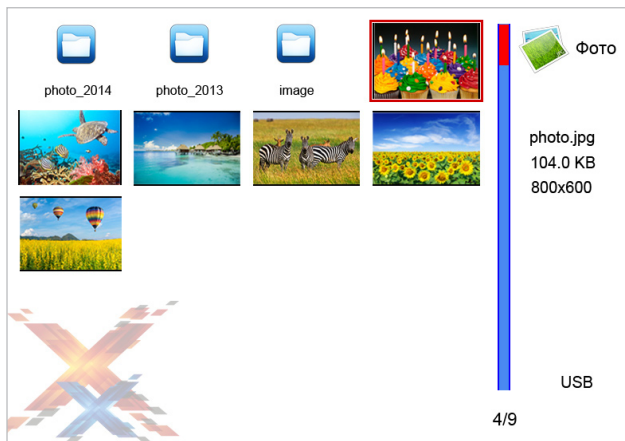 photo_2014
photo_2013
image
Фото
photo.jpg
104.0 KB
800x600
USB
4/9